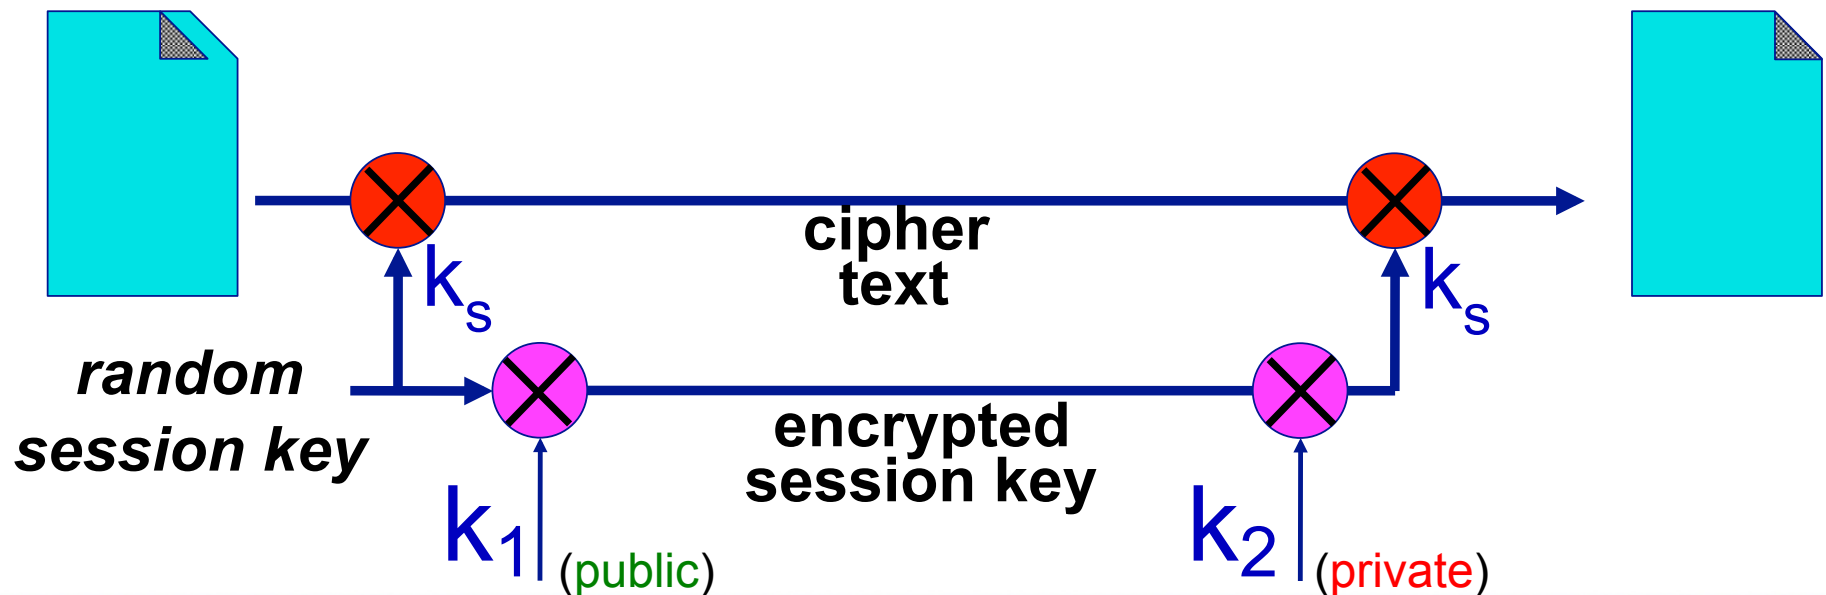 cipher
text
kₛ
kₛ
random
session key
encrypted
session key
k₁ (public)
k₂ (private)